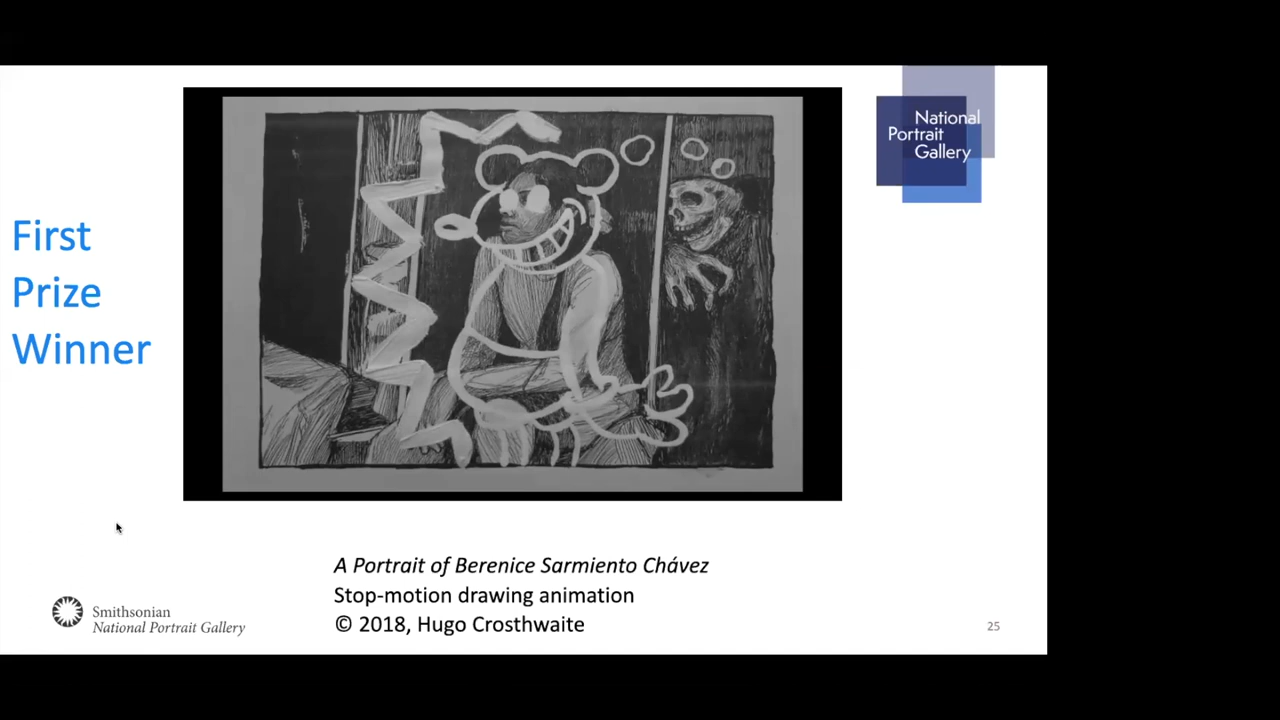 First
Prize
Winner
National
Portrait
Gallery
A Portrait of Berenice Sarmiento Chávez
Stop-motion drawing animation
© 2018, Hugo Crosthwaite
Smithsonian
National Portrait Gallery
25